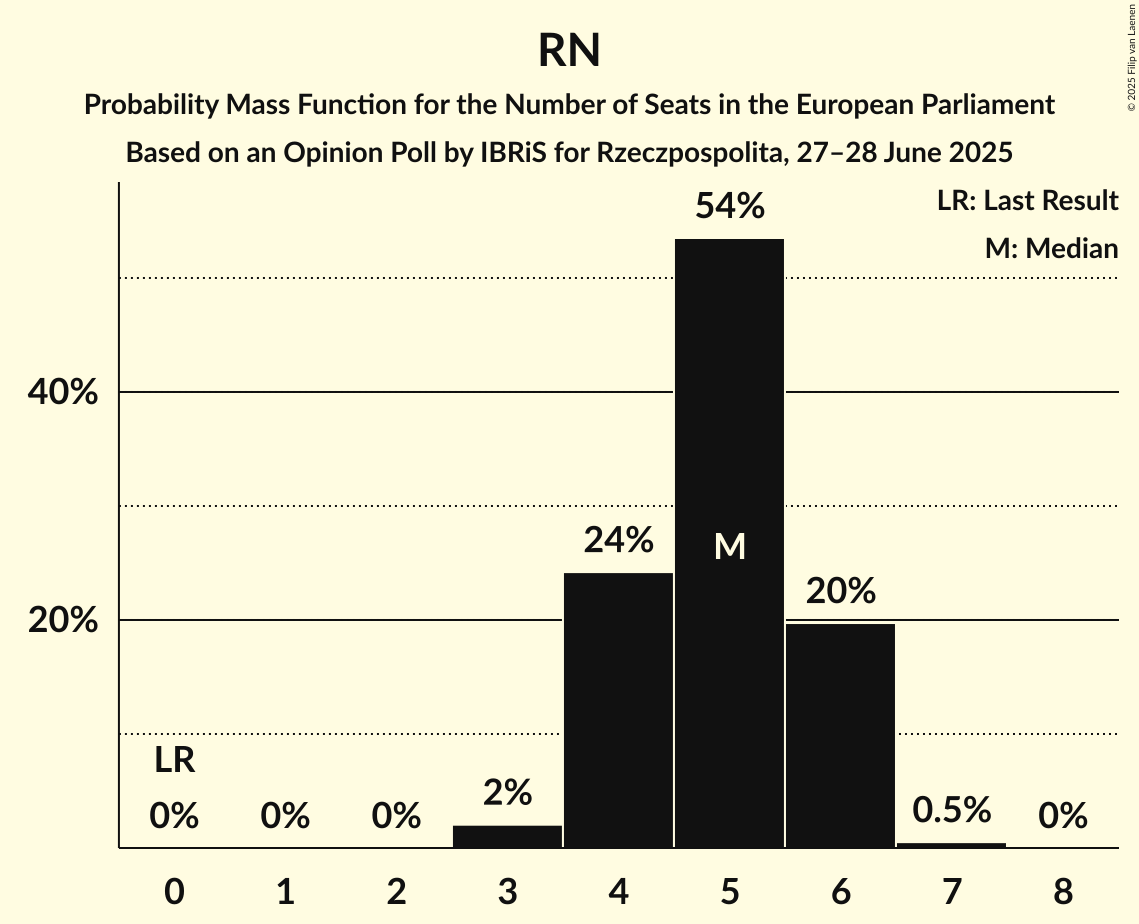 RN
Probability Mass Function for the Number of Seats in the European Parliament
Based on an Opinion Poll by IBRiS for Rzeczpospolita, 27–28 June 2025
© 2025 Filip van Laenen
LR: Last Result
M: Median
54%
40%
24%
M
20%
20%
LR
0%
0%
0%
2%
0.5%
0%
0 1 2 3 4 5 6 7 8